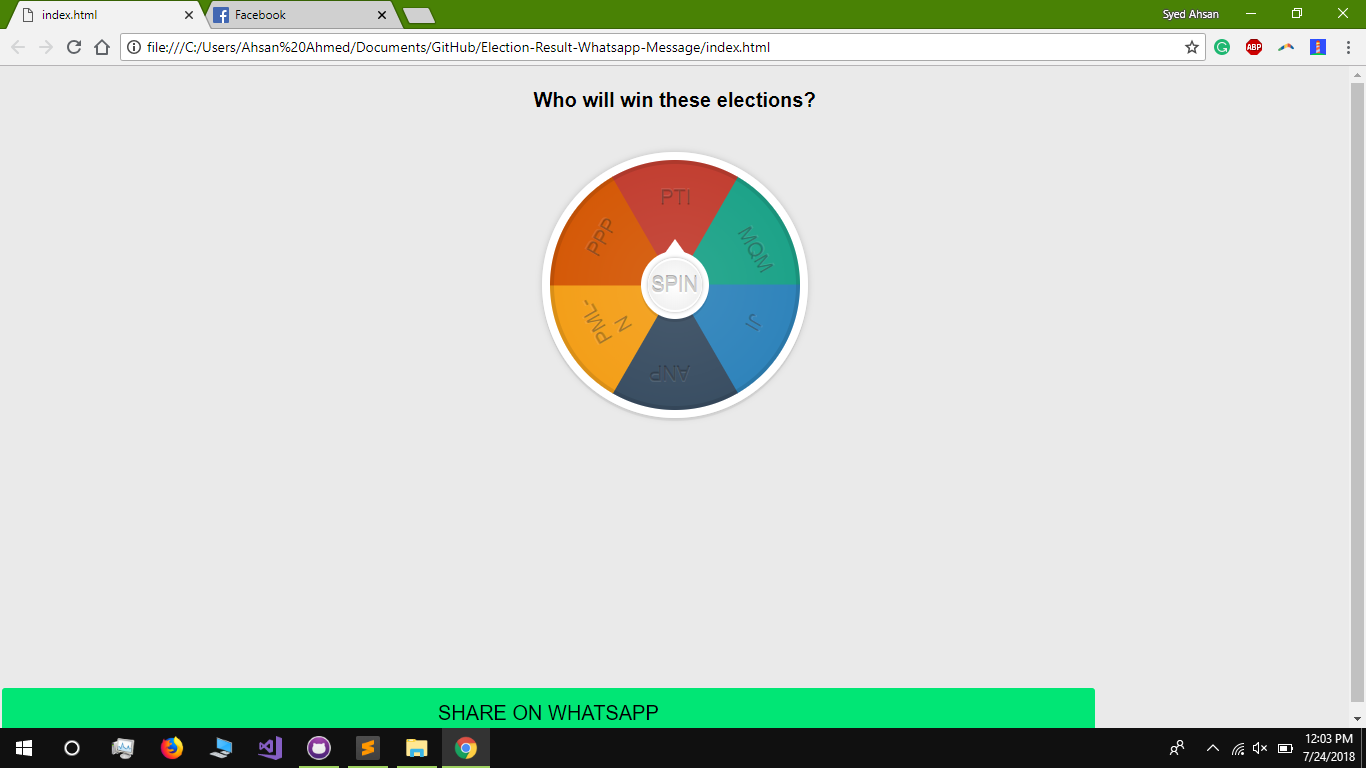 index.html
Facebook
Syed Ahsan
file:///C:/Users/Ahsan%20Ahmed/Documents/GitHub/Election-Result-Whatsapp-Message/index.html
ABP
Who will win these elections?
PTI
PPP
MQM
SPIN
PML-
N
JI
ANP
SHARE ON WHATSAPP
12:03 PM
7/24/2018